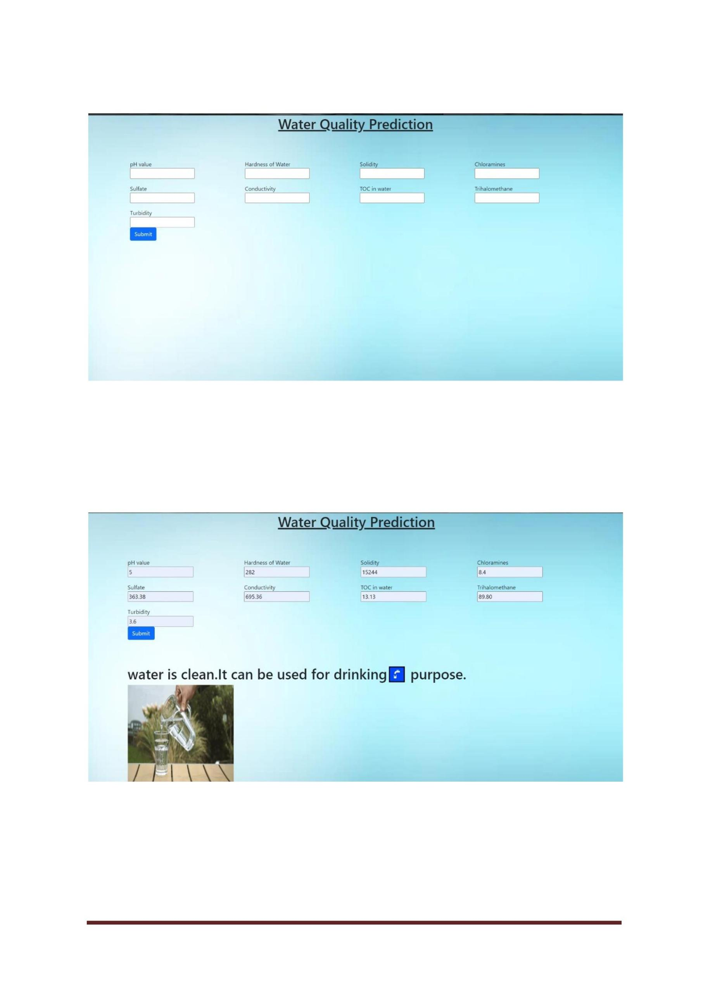 Water Quality Prediction
pH value Hardness of Water Solidity Chloramines
Sulfate Conductivity TOC in water Trihalomethane
Turbidity
Submit
Water Quality Prediction
pH value Hardness of Water Solidity Chloramines
5 282 15244 8.4
Sulfate Conductivity TOC in water Trihalomethane
363.38 695.36 13.13 89.80
Turbidity
3.6
Submit
water is clean.It can be used for drinking purpose.